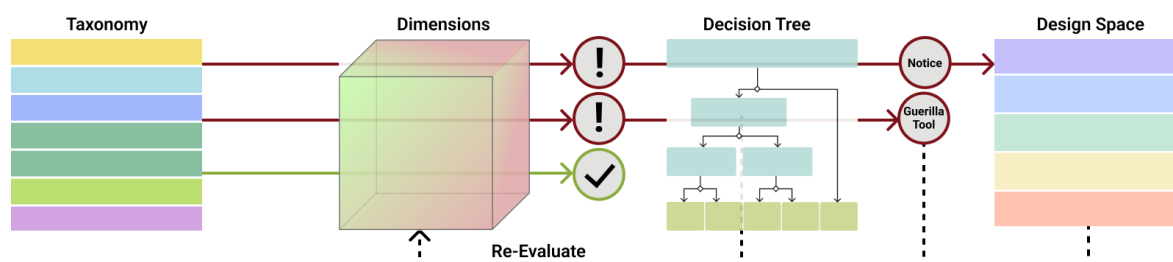 Taxonomy
Dimensions
Decision Tree
Design Space
!
Notice
!
Guerilla
Tool
Re-Evaluate